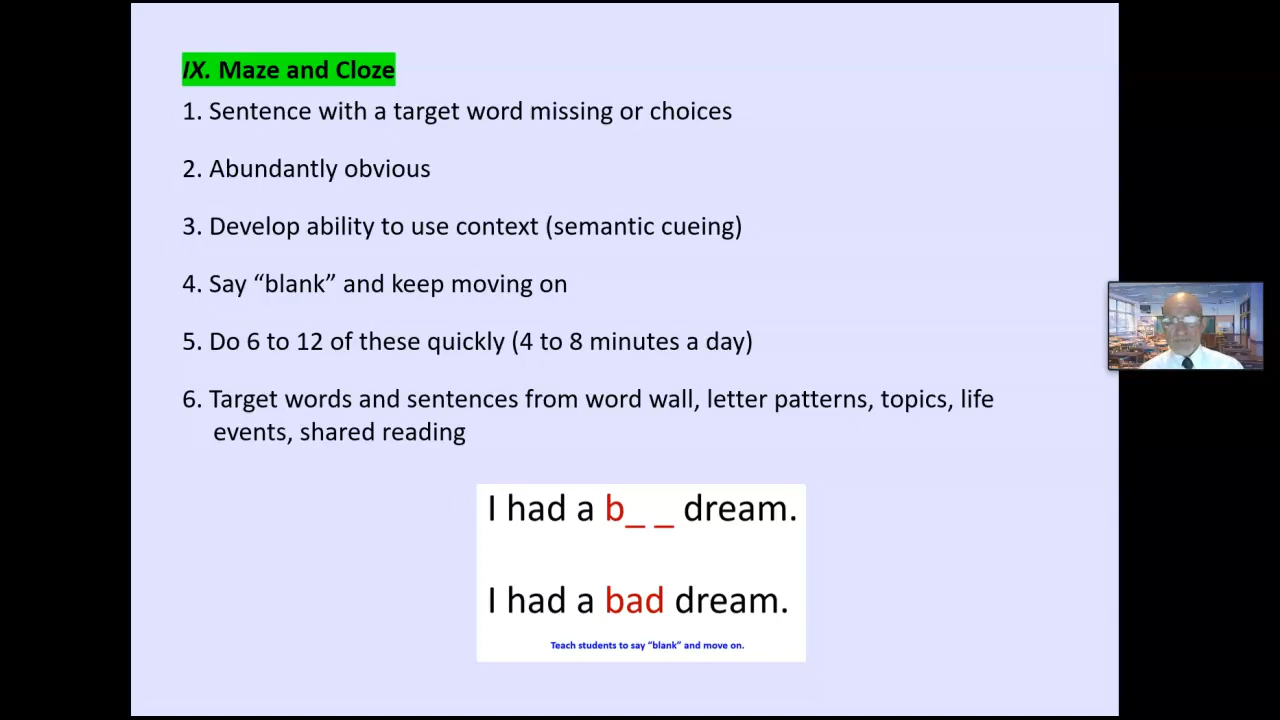 IX. Maze and Cloze
1. Sentence with a target word missing or choices
2. Abundantly obvious
3. Develop ability to use context (semantic cueing)
4. Say “blank” and keep moving on
5. Do 6 to 12 of these quickly (4 to 8 minutes a day)
6. Target words and sentences from word wall, letter patterns, topics, life
events, shared reading
I had a b_ _ dream.
I had a bad dream.
Teach students to say “blank” and move on.